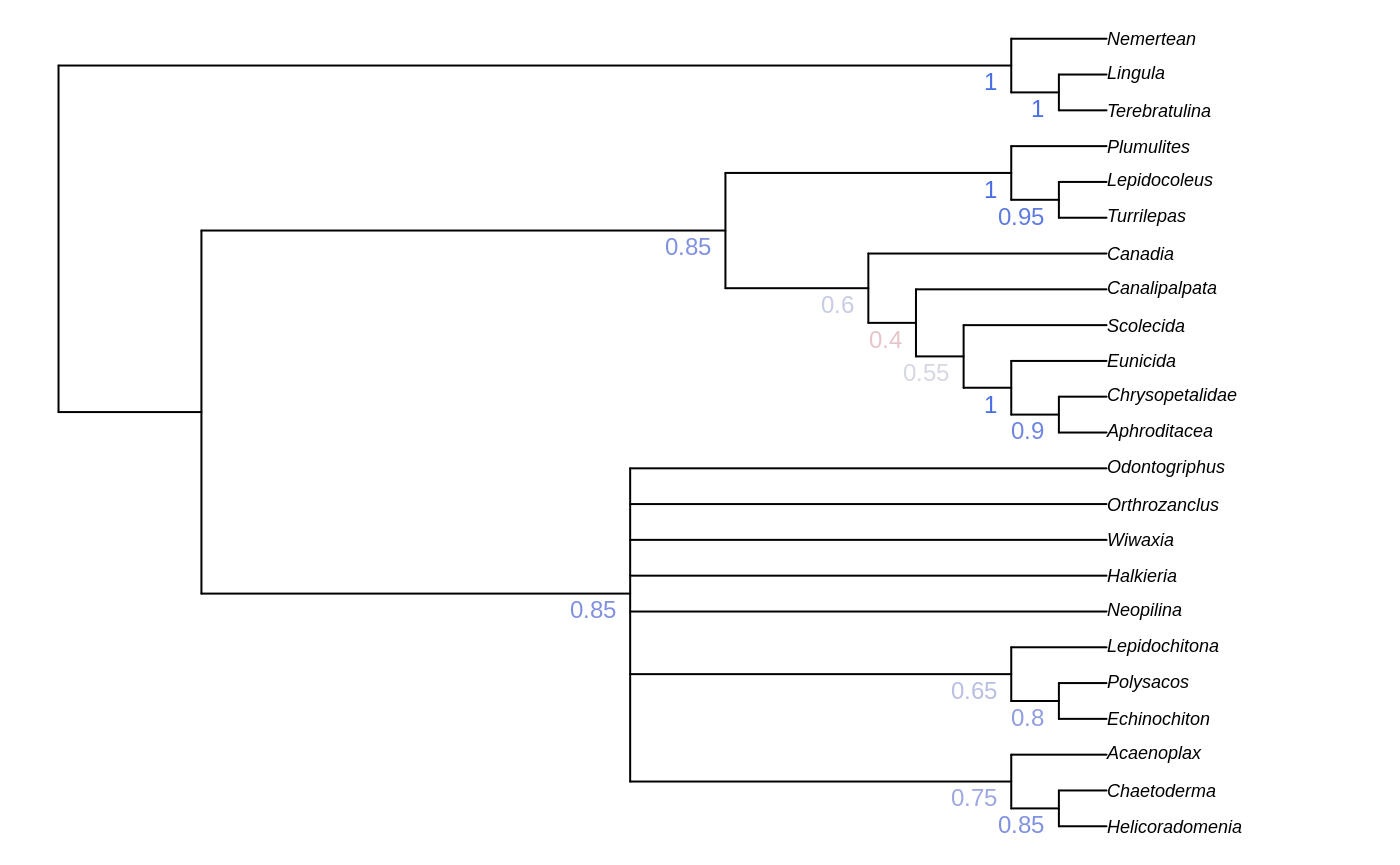 Nemertean
Lingula
1
1
Terebratulina
Plumulites
Lepidocoleus
1
0.95
Turrilepas
0.85
Canadia
Canalipalpata
0.6
Scolecida
0.4
Eunicida
0.55
Chrysopetalidae
1
0.9
Aphroditacea
Odontogriphus
Orthrozanclus
Wiwaxia
Halkieria
0.85
Neopilina
Lepidochitona
Polysacos
0.65
0.8
Echinochiton
Acaenoplax
Chaetoderma
0.75
0.85
Helicoradomenia